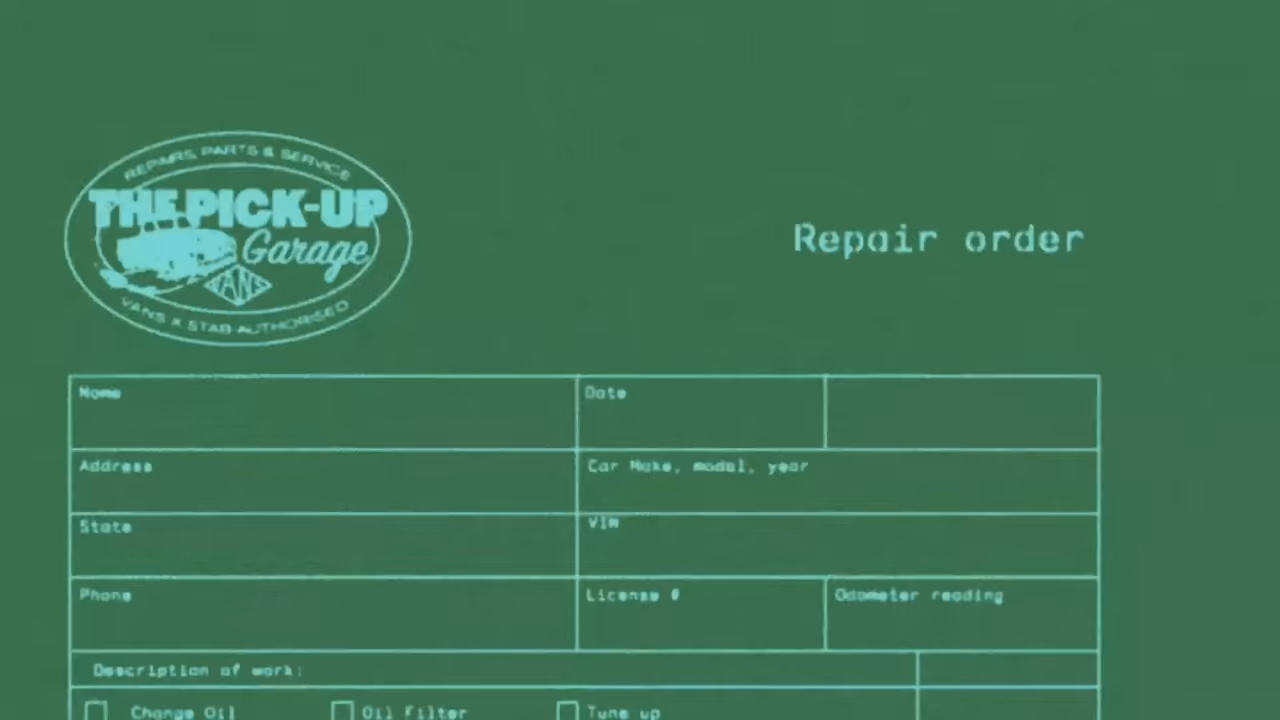 REPAIRS, PARTS & SERVICE
THE PICK-UP
Garage
VANS
VANS X STAB AUTHORISED
Repair order
Name
Date
Address
Car Make, model, year
State
VIN
Phone
License #
Odometer reading
Description of work:
Change Oil
Oil Filter
Tune up